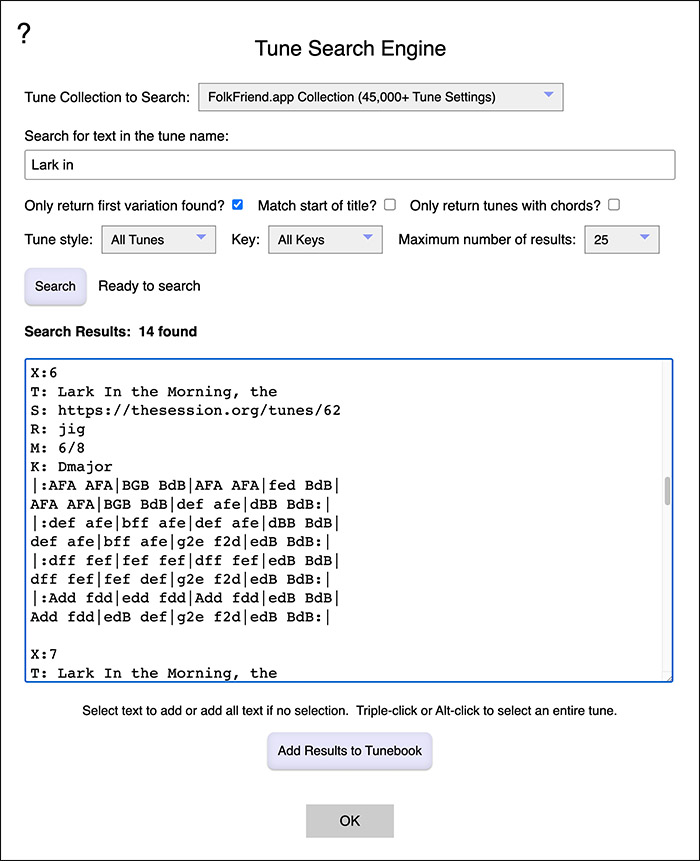 ?
Tune Search Engine
Tune Collection to Search: FolkFriend.app Collection (45,000+ Tune Settings)
Search for text in the tune name:
Lark in
Only return first variation found? Match start of title? Only return tunes with chords?
Tune style: All Tunes Key: All Keys Maximum number of results: 25
Search Ready to search
Search Results: 14 found
X:6
T: Lark In the Morning, the
S: https://thesession.org/tunes/62
R: jig
M: 6/8
K: Dmajor
|:AFA AFA|BGB BdB|AFA AFA|fed BdB|
AFA AFA|BGB BdB|def afe|dBB BdB:|
|:def afe|bff afe|def afe|dBB BdB|
def afe|bff afe|g2e f2d|edB BdB:|
|:dff fef|fef fef|dff fef|edB BdB|
dff fef|fef def|g2e f2d|edB BdB:|
|:Add fdd|edd fdd|Add fdd|edB BdB|
Add fdd|edB def|g2e f2d|edB BdB:|
X:7
T: Lark In the Morning, the
Select text to add or add all text if no selection. Triple-click or Alt-click to select an entire tune.
Add Results to Tunebook
OK